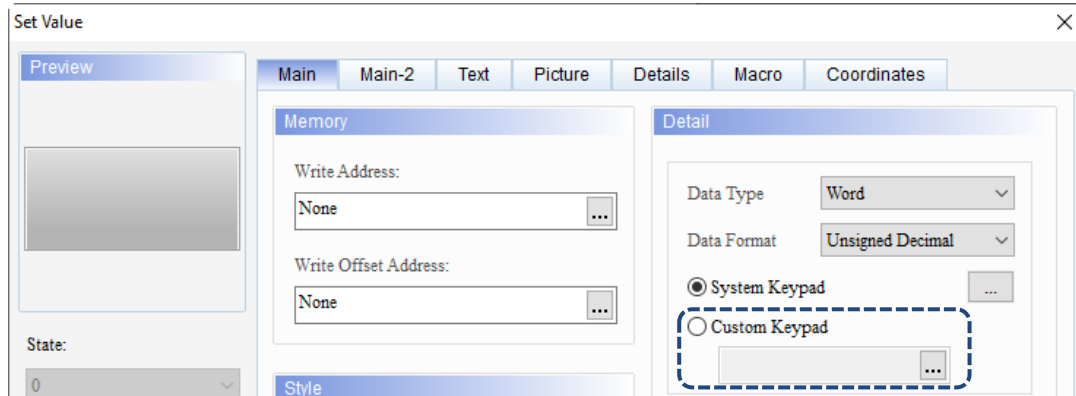 Set Value
Preview
Main Main-2 Text Picture Details Macro Coordinates
Memory
Write Address:
None
...
Write Offset Address:
None
...
Detail
Data Type Word
Data Format Unsigned Decimal
System Keypad ...
Custom Keypad
...
State:
0
Style